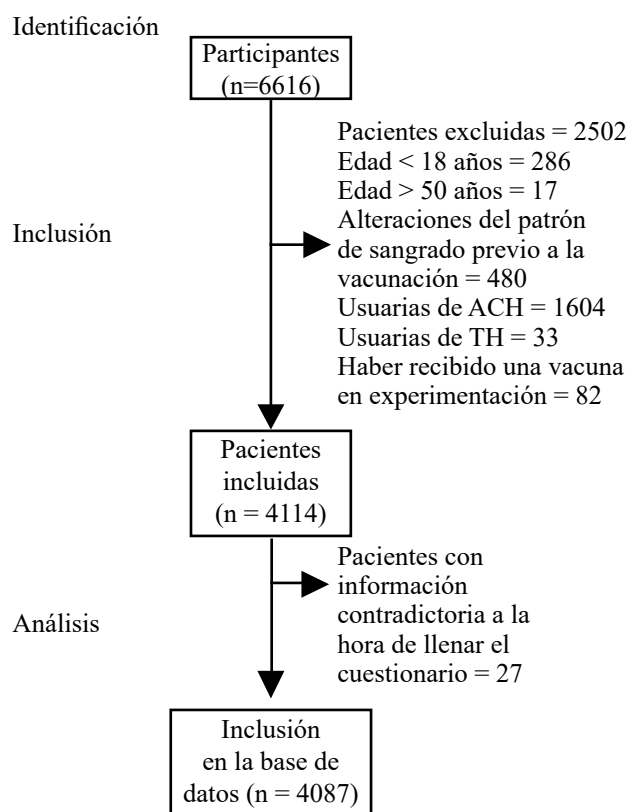 Identificación
Participantes
(n=6616)
Pacientes excluidas = 2502
Edad < 18 años = 286
Edad > 50 años = 17
Alteraciones del patrón
de sangrado previo a la
vacunación = 480
Usuarias de ACH = 1604
Usuarias de TH = 33
Haber recibido una vacuna
en experimentación = 82
Inclusión
Pacientes
incluidas
(n = 4114)
Pacientes con
información
contradictoria a la
hora de llenar el
cuestionario = 27
Análisis
Inclusión
en la base de
datos (n = 4087)